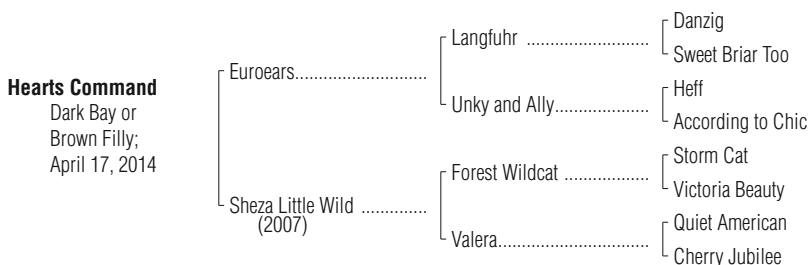 Hearts Command
Dark Bay or
Brown Filly;
April 17, 2014
Euroears..............................
Sheza Little Wild ...............
(2007)
Langfuhr ............................
Unky and Ally......................
Forest Wildcat ...................
Valera...................................
Danzig
Sweet Briar Too
Heff
According to Chic
Storm Cat
Victoria Beauty
Quiet American
Cherry Jubilee